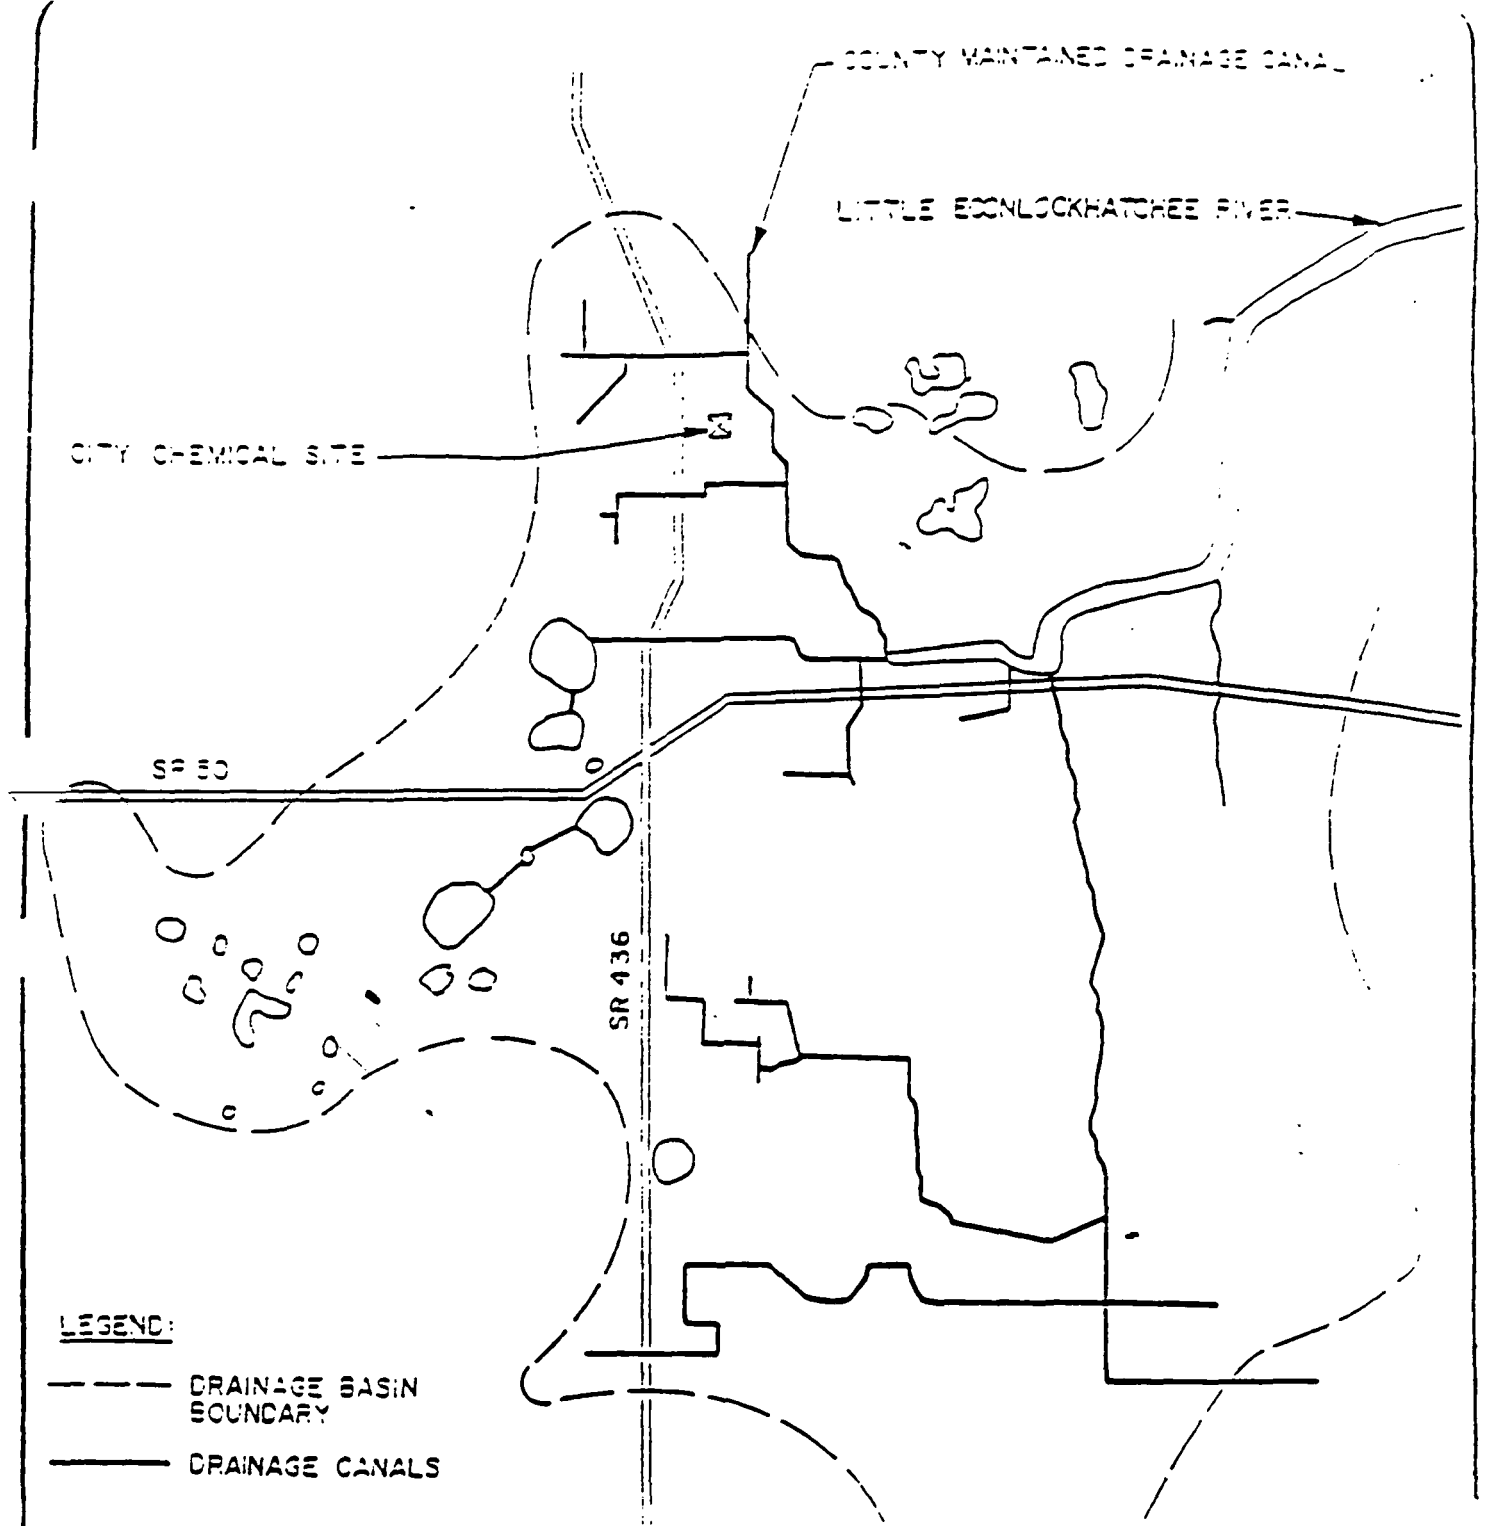 COUNTY MAINTAINED DRAINAGE CANAL
LITTLE ECONLOCKHATCHEE RIVER
CITY CHEMICAL SITE
SR 50
SR 436
LEGEND:
DRAINAGE BASIN
BOUNDARY
DRAINAGE CANALS